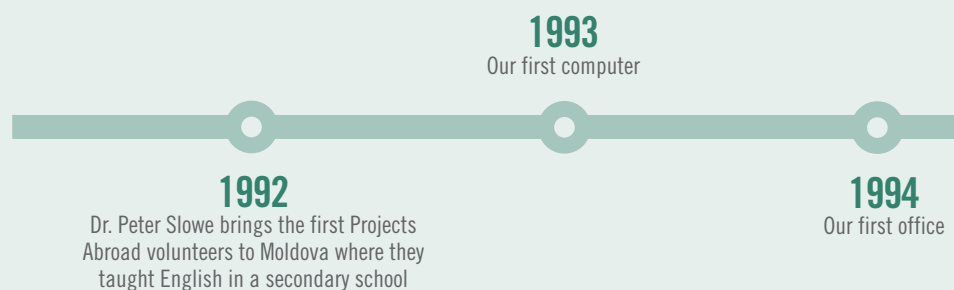 1992
Dr. Peter Slowe brings the first Projects
Abroad volunteers to Moldova where they
taught English in a secondary school
1993
Our first computer
1994
Our first office